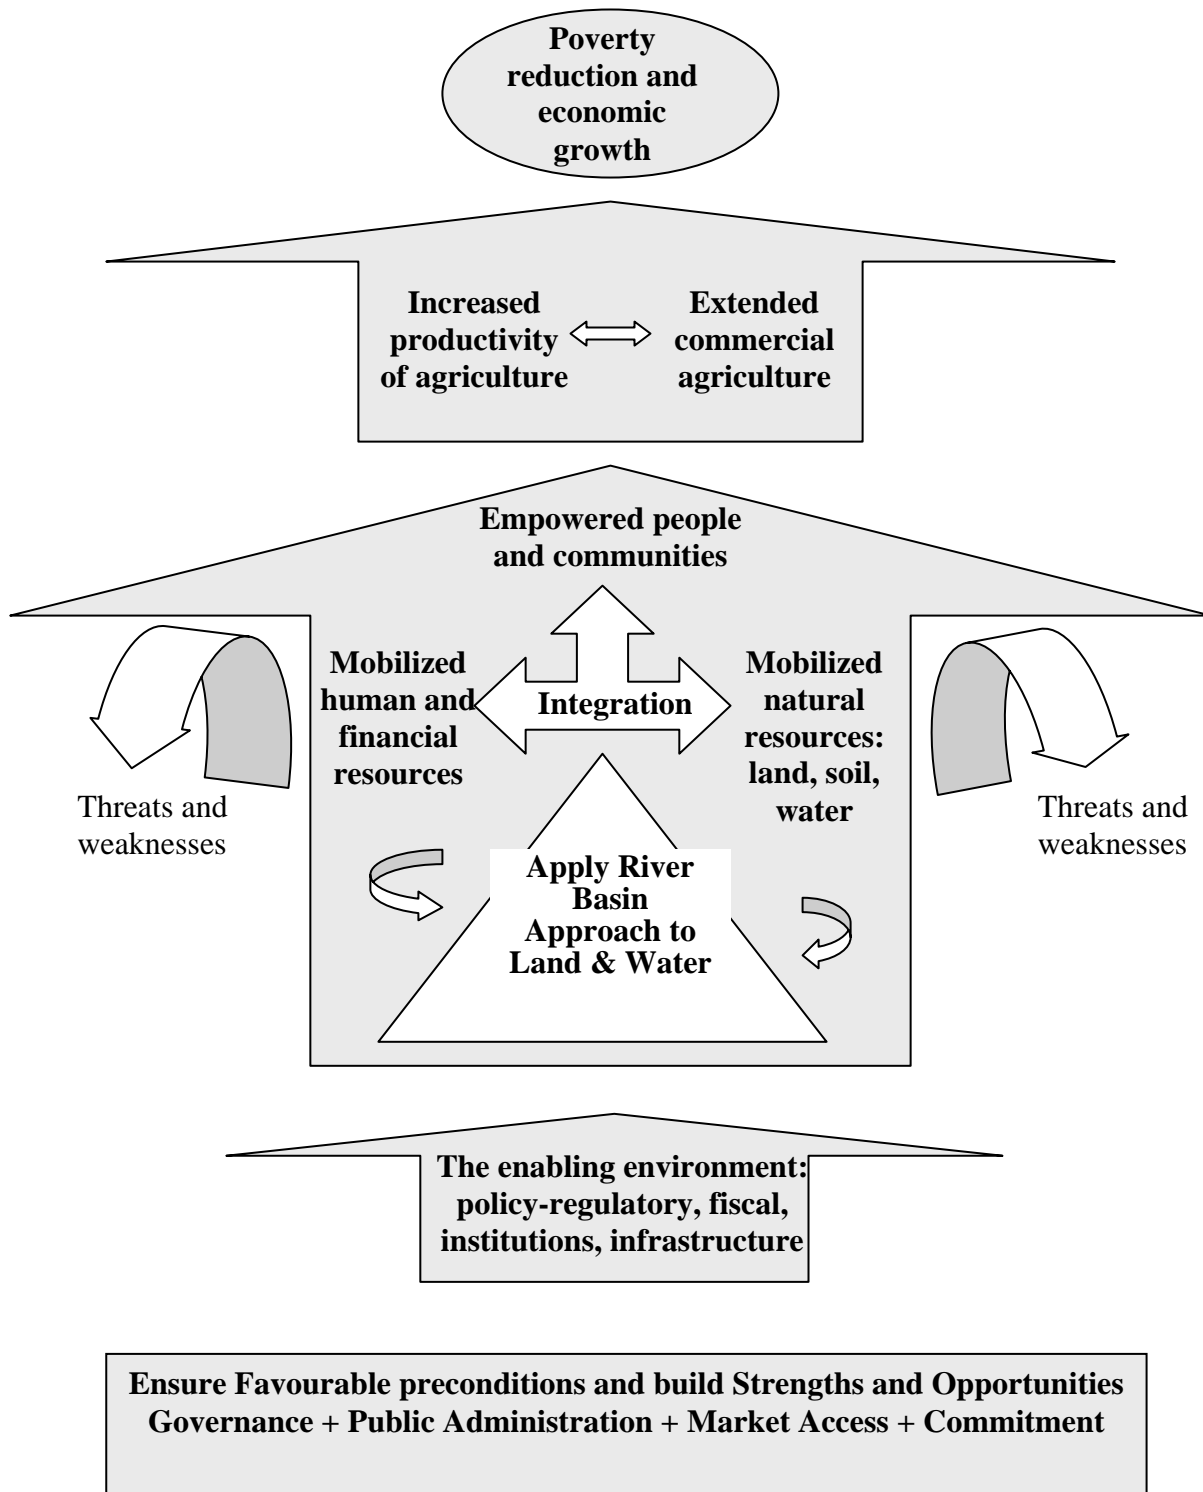 Poverty
reduction and
economic
growth
Increased
productivity
of agriculture
Extended
commercial
agriculture
Empowered people
and communities
Mobilized
human and
financial
resources
Integration
Mobilized
natural
resources:
land, soil,
water
Threats and
weaknesses
Threats and
weaknesses
Apply River
Basin
Approach to
Land & Water
The enabling environment:
policy-regulatory, fiscal,
institutions, infrastructure
Ensure Favourable preconditions and build Strengths and Opportunities
Governance + Public Administration + Market Access + Commitment